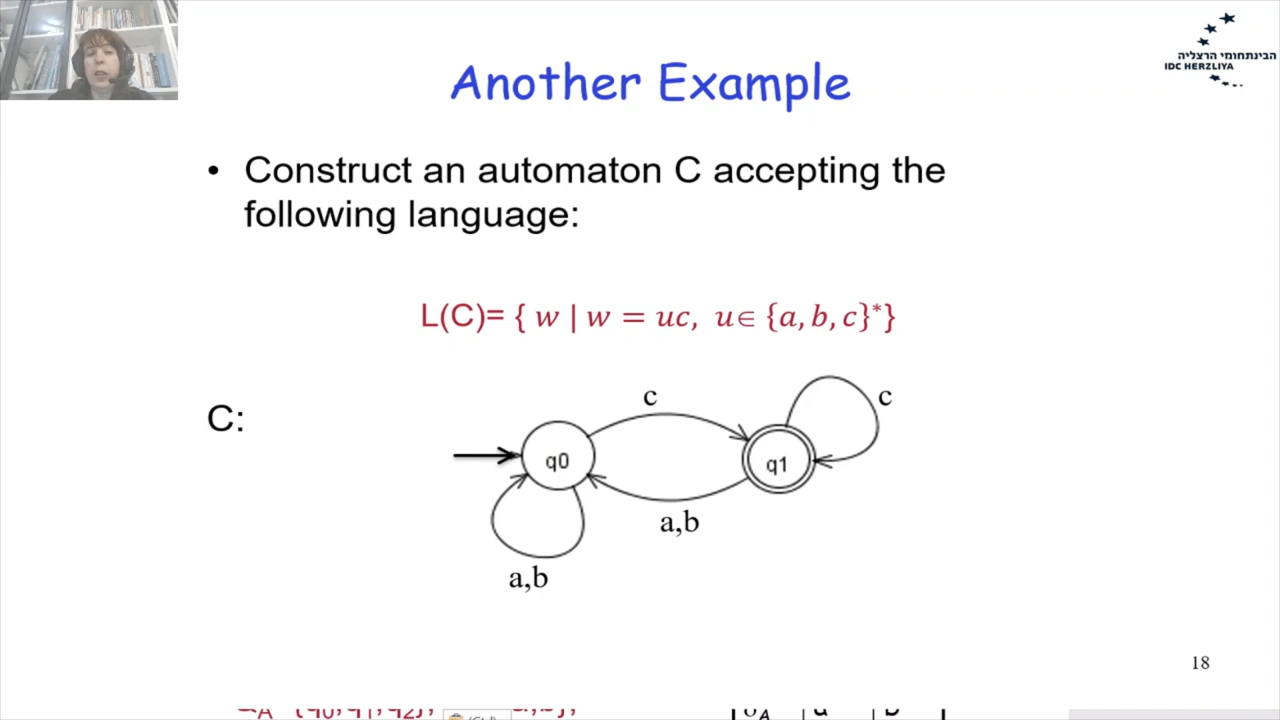 הבינתחומי הרצליה
IDC HERZLIYA
Another Example
• Construct an automaton C accepting the
following language:
L(C)= { w | w = uc, u∈ {a, b, c}*}
C:
c
c
q0
q1
a,b
a,b
18